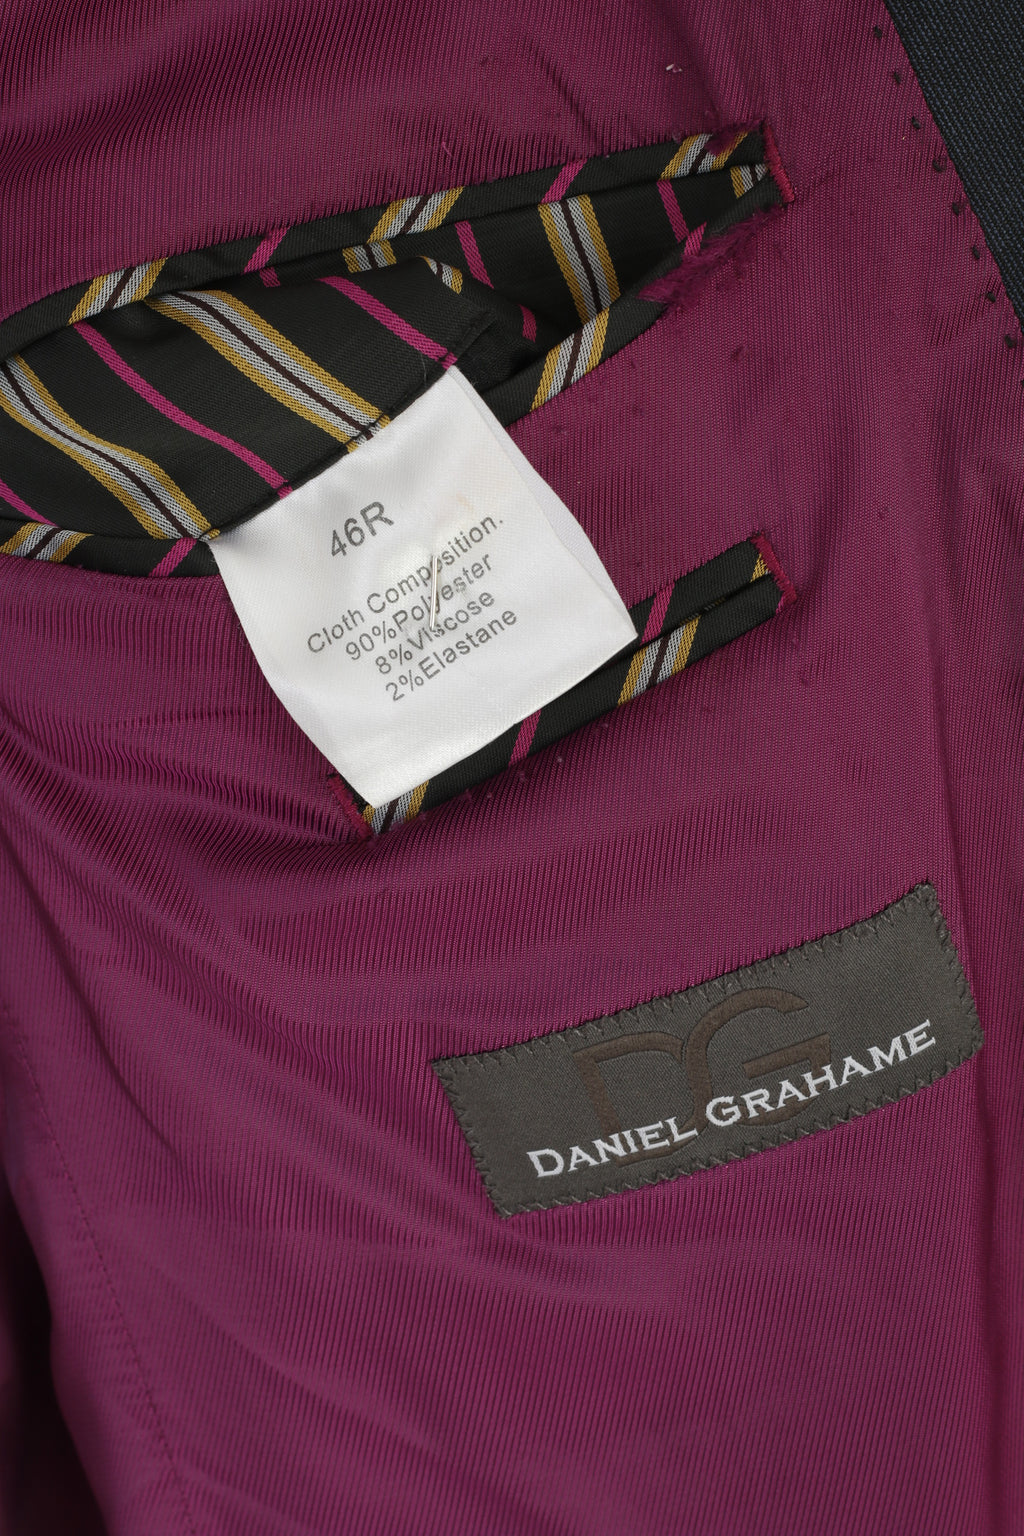 46R
Cloth Composition.
90%Polyester
8%Viscose
2%Elastane
DG
DANIEL GRAHAME